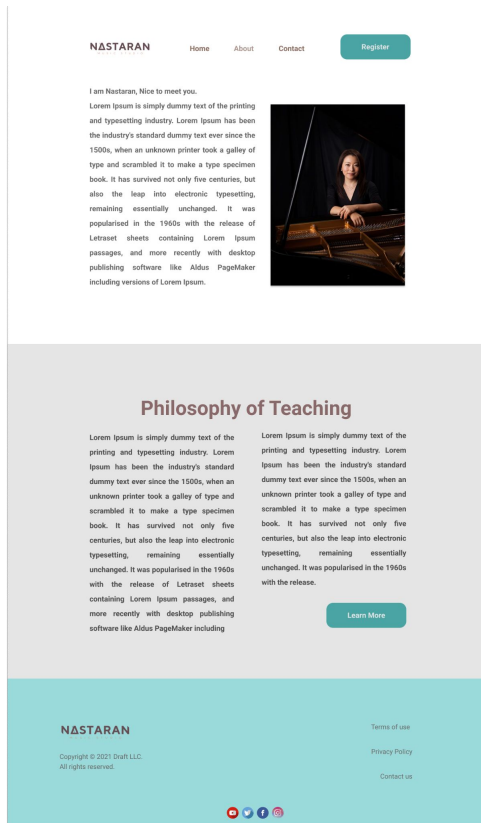 NASTARAN
Home
About
Contact
Register
I am Nastaran, Nice to meet you.
Lorem Ipsum is simply dummy text of the printing
and typesetting industry. Lorem Ipsum has been
the industry's standard dummy text ever since the
1500s, when an unknown printer took a galley of
type and scrambled it to make a type specimen
book. It has survived not only five centuries, but
also the leap into electronic typesetting,
remaining essentially unchanged. It was
popularised in the 1960s with the release of
Letraset sheets containing Lorem Ipsum
passages, and more recently with desktop
publishing software like Aldus PageMaker
including versions of Lorem Ipsum.
Philosophy of Teaching
Lorem Ipsum is simply dummy text of the
printing and typesetting industry. Lorem
Ipsum has been the industry's standard
dummy text ever since the 1500s, when an
unknown printer took a galley of type and
scrambled it to make a type specimen
book. It has survived not only five
centuries, but also the leap into electronic
typesetting, remaining essentially
unchanged. It was popularised in the 1960s
with the release of Letraset sheets
containing Lorem Ipsum passages, and
more recently with desktop publishing
software like Aldus PageMaker including
Lorem Ipsum is simply dummy text of the
printing and typesetting industry. Lorem
Ipsum has been the industry's standard
dummy text ever since the 1500s, when an
unknown printer took a galley of type and
scrambled it to make a type specimen
book. It has survived not only five
centuries, but also the leap into electronic
typesetting, remaining essentially
unchanged. It was popularised in the 1960s
with the release.
Learn More
NASTARAN
Copyright © 2021 Draft LLC.
All rights reserved.
Terms of use
Privacy Policy
Contact us